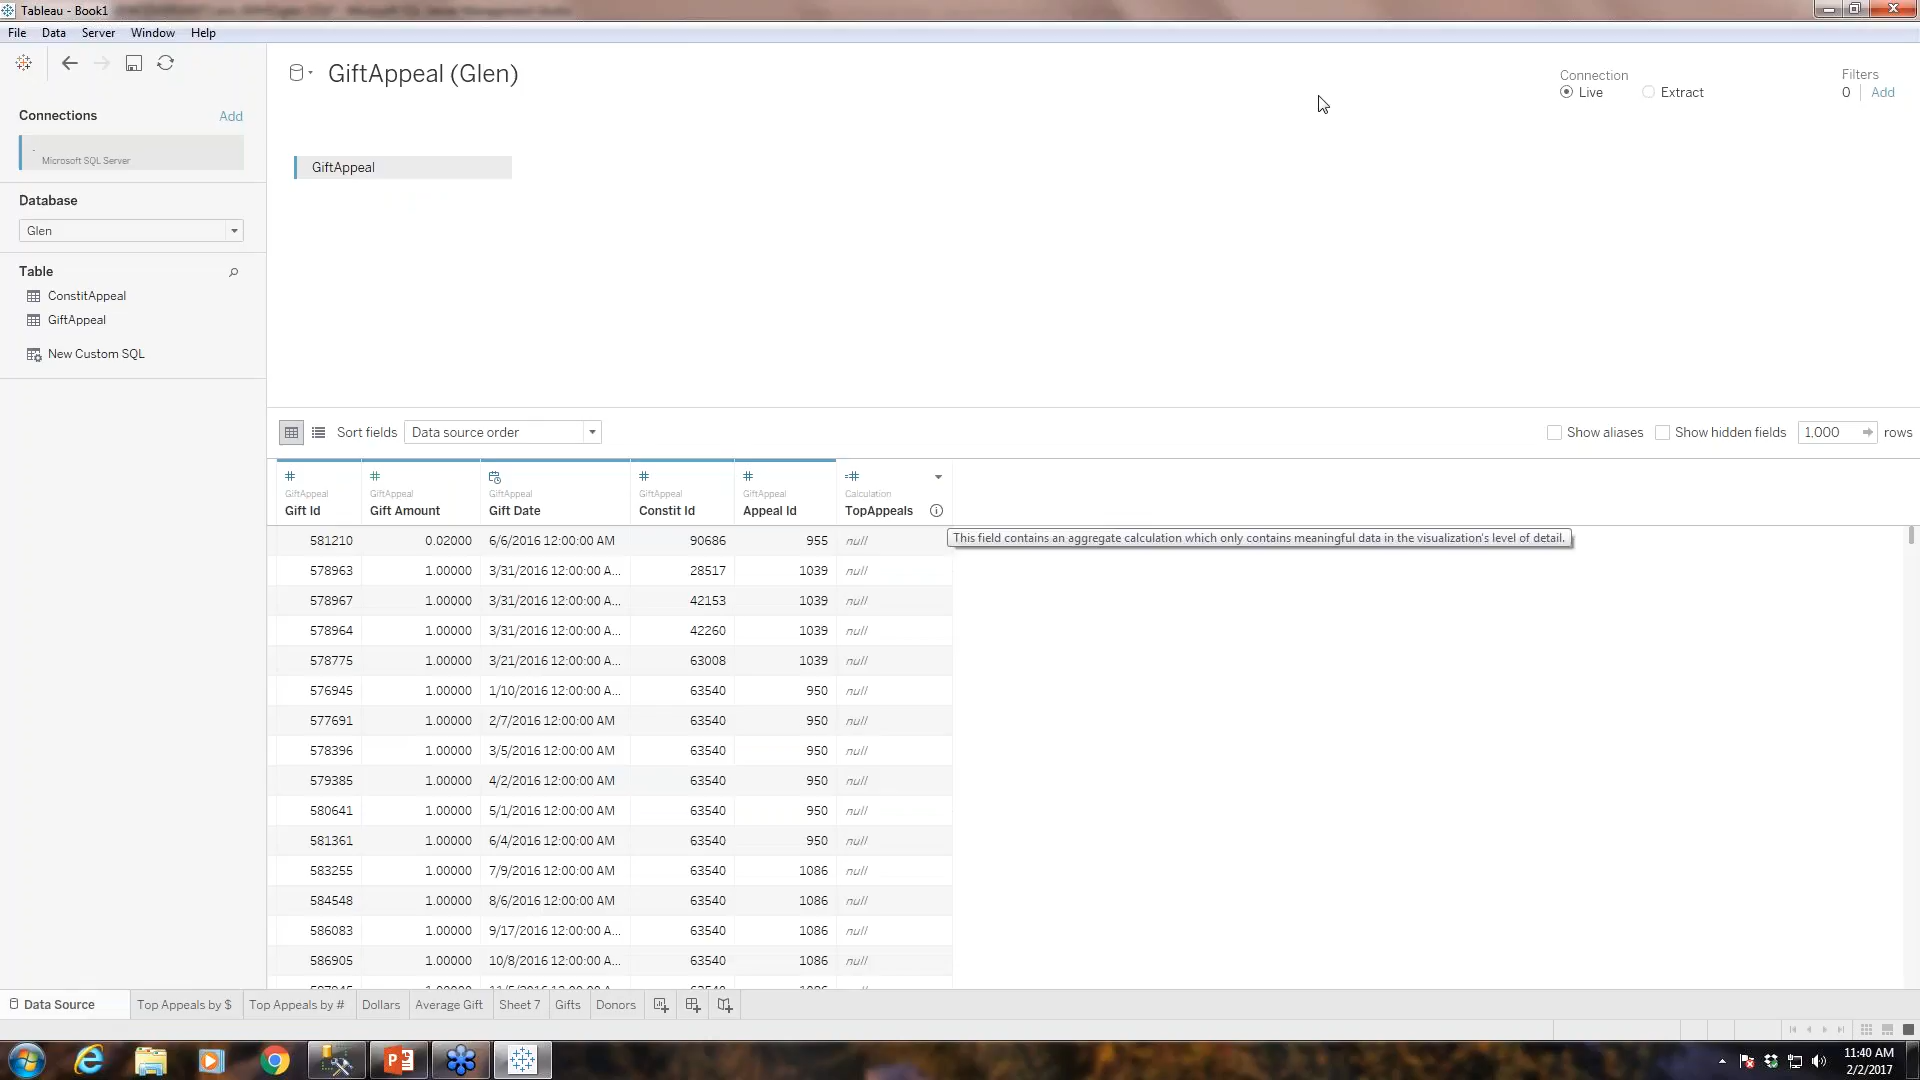 Tableau - Book1
File Data Server Window Help
GiftAppeal (Glen)
Connection
Live Extract
Filters
0 Add
Connections Add
Microsoft SQL Server
GiftAppeal
Database
Glen
Table
ConstitAppeal
GiftAppeal
New Custom SQL
Sort fields Data source order Show aliases Show hidden fields 1,000 rows
GiftAppeal GiftAppeal GiftAppeal GiftAppeal GiftAppeal Calculation
Gift Id Gift Amount Gift Date Constit Id Appeal Id TopAppeals
This field contains an aggregate calculation which only contains meaningful data in the visualization's level of detail.
581210 0.02000 6/6/2016 12:00:00 AM 90686 955 null
578963 1.00000 3/31/2016 12:00:00 A... 28517 1039 null
578967 1.00000 3/31/2016 12:00:00 A... 42153 1039 null
578964 1.00000 3/31/2016 12:00:00 A... 42260 1039 null
578775 1.00000 3/21/2016 12:00:00 A... 63008 1039 null
576945 1.00000 1/10/2016 12:00:00 A... 63540 950 null
577691 1.00000 2/7/2016 12:00:00 AM 63540 950 null
578396 1.00000 3/5/2016 12:00:00 AM 63540 950 null
579385 1.00000 4/2/2016 12:00:00 AM 63540 950 null
580641 1.00000 5/1/2016 12:00:00 AM 63540 950 null
581361 1.00000 6/4/2016 12:00:00 AM 63540 950 null
583255 1.00000 7/9/2016 12:00:00 AM 63540 1086 null
584548 1.00000 8/6/2016 12:00:00 AM 63540 1086 null
586083 1.00000 9/17/2016 12:00:00 A... 63540 1086 null
586905 1.00000 10/8/2016 12:00:00 A... 63540 1086 null
Data Source Top Appeals by $ Top Appeals by # Dollars Average Gift Sheet 7 Gifts Donors
11:40 AM
2/2/2017